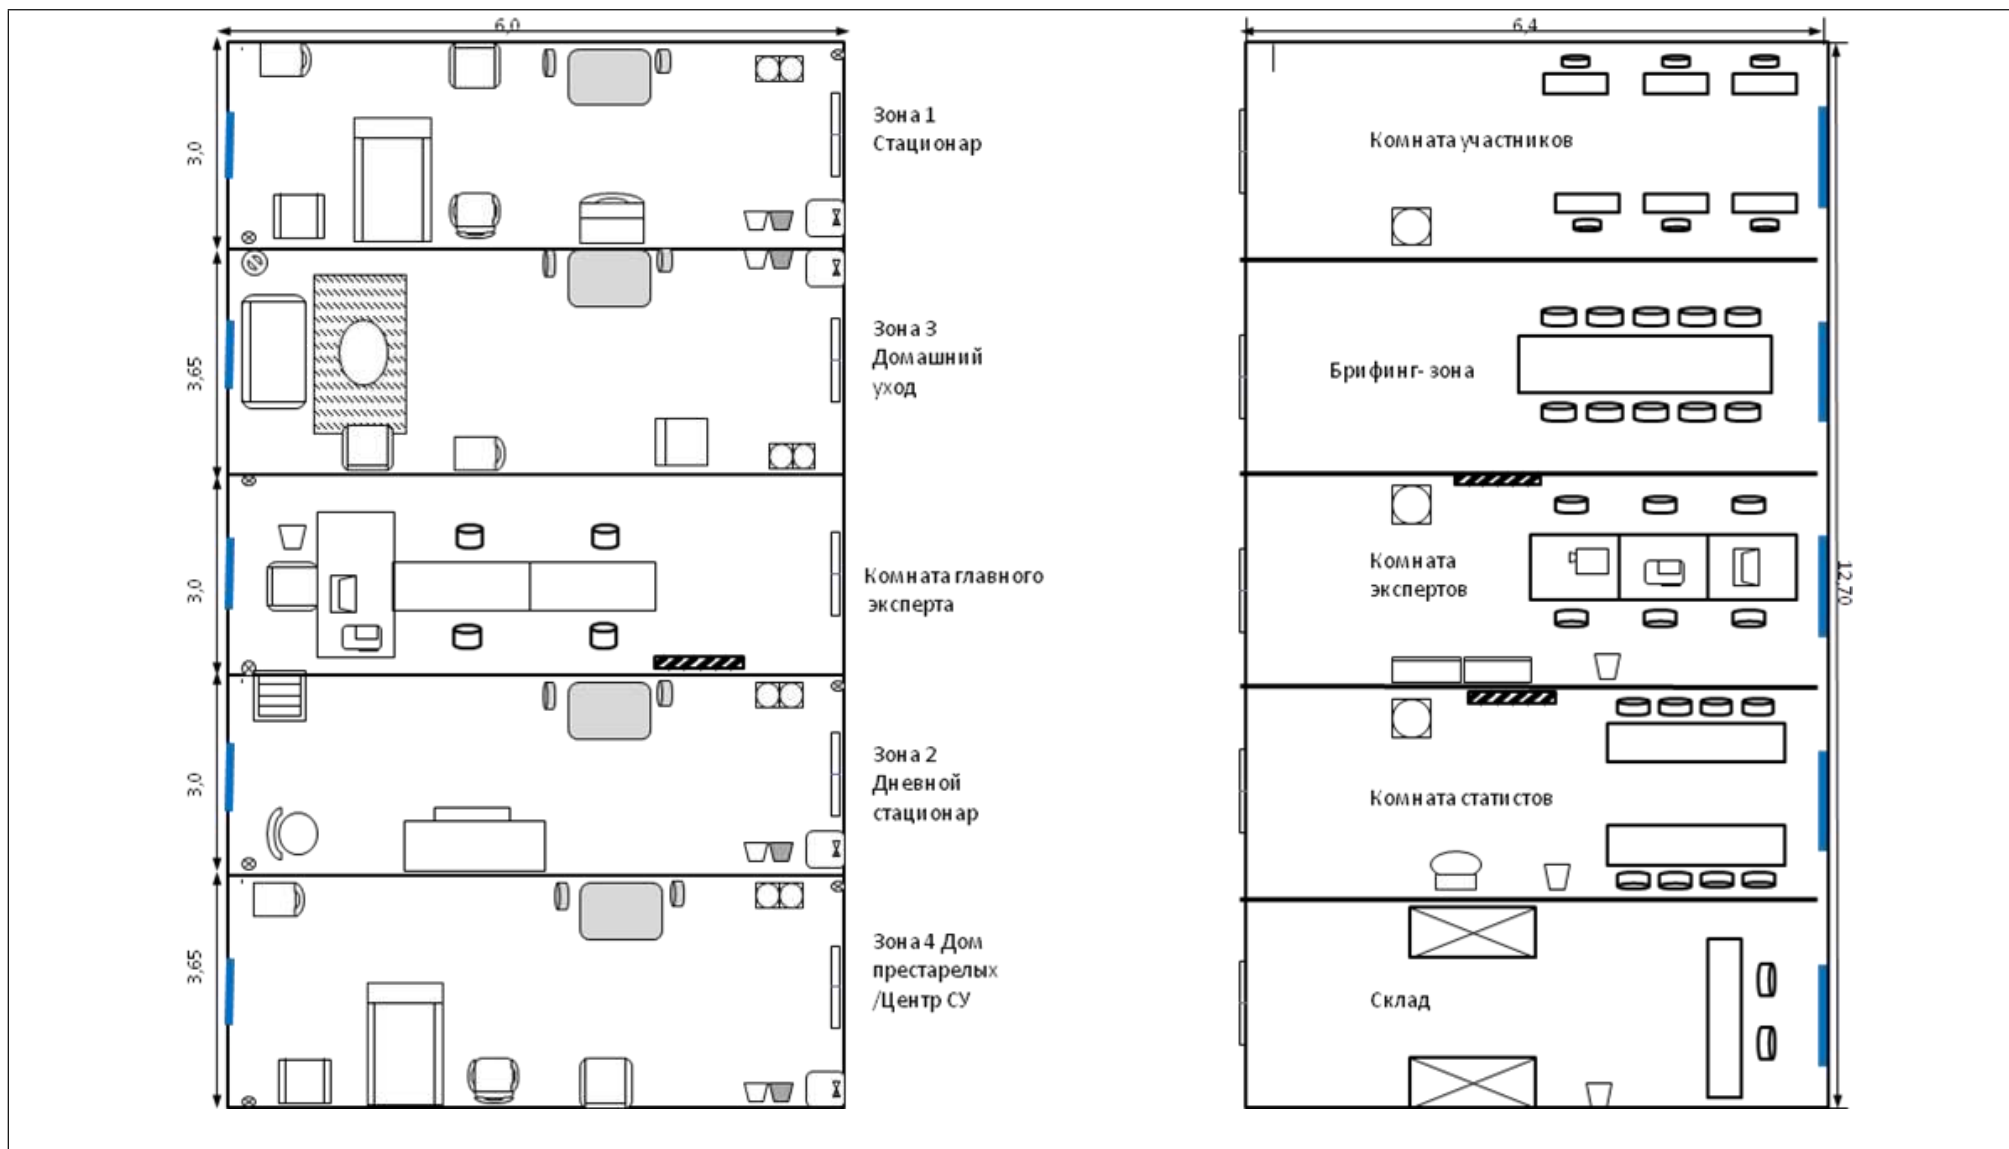 6,0
6,4
3,0
Зона 1
Стационар
Комната участников
3,65
Зона 3
Домашний
уход
Брифинг- зона
3,0
Комната главного
эксперта
Комната
экспертов
12,70
3,0
Зона 2
Дневной
стационар
Комната статистов
3,65
Зона 4 Дом
престарелых
/Центр СУ
Склад